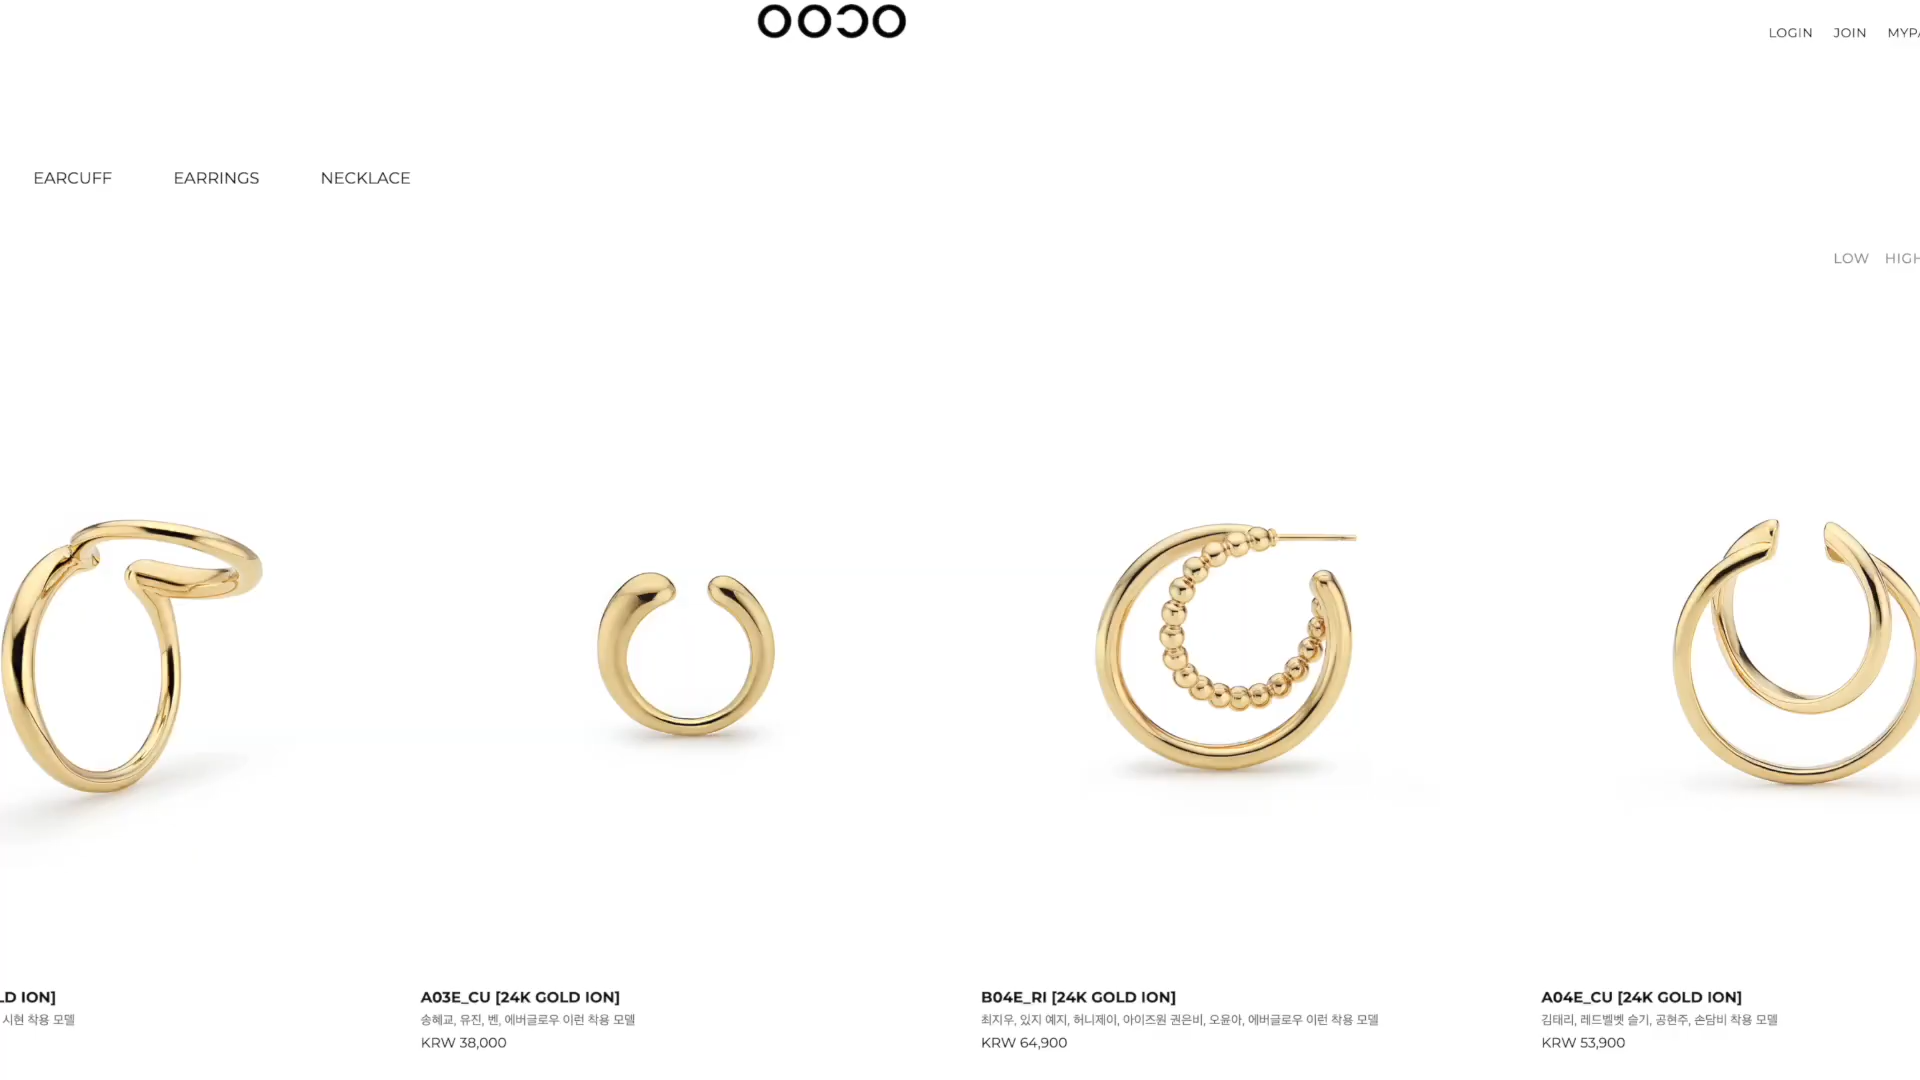 OOCO
LOGIN JOIN
EARCUFF EARRINGS NECKLACE
LOW HIGH
ION]
시현 착용 모델
A03E_CU [24K GOLD ION]
송혜교, 유진, 벤, 에버글로우 이런 착용 모델
KRW 38,000
B04E_RI [24K GOLD ION]
최지우, 있지 예지, 허니제이, 아이즈원 권은비, 오윤아, 에버글로우 이런 착용 모델
KRW 64,900
A04E_CU [24K GOLD ION]
김태리, 레드벨벳 슬기, 공현주, 손담비 착용 모델
KRW 53,900